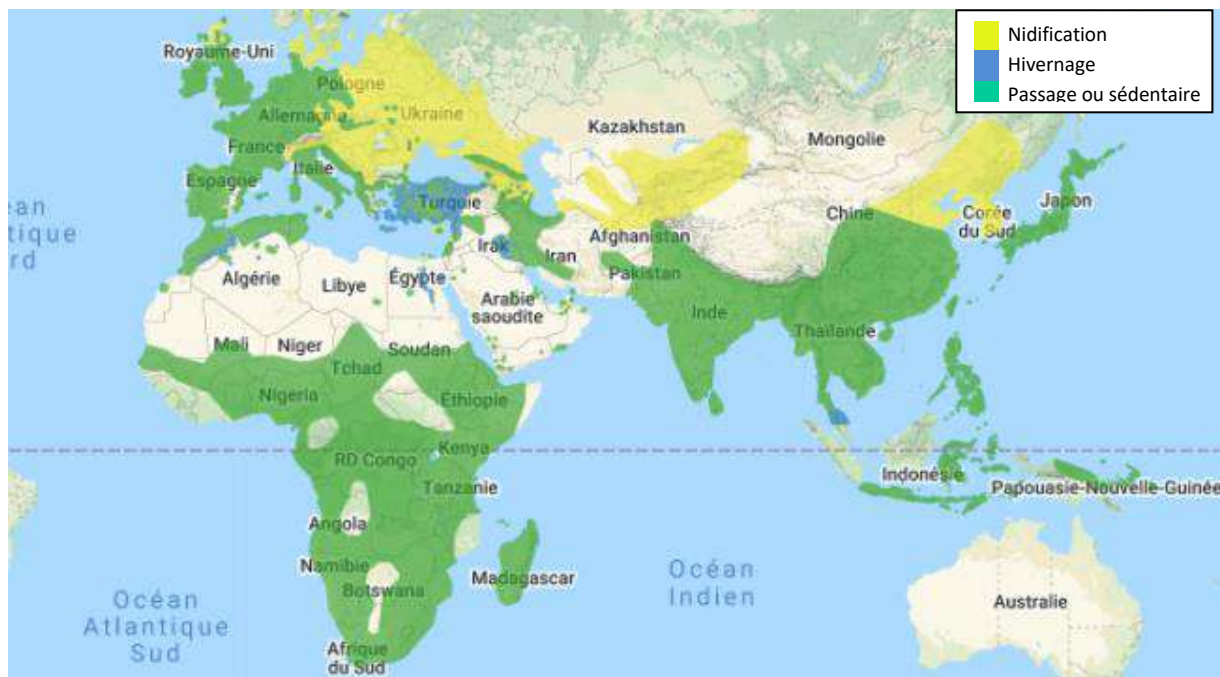 Nidification
Hivernage
Passage ou sédentaire
Royaume-Uni
Pologne
Allemagne
Ukraine
Kazakhstan
Mongolie
France
Italie
Espagne
Turquie
Chine
Corée
du Sud
Japon
Irak
Iran
Afghanistan
Pakistan
Algérie
Libye
Égypte
Arabie
saoudite
Inde
Thaïlande
Mali
Niger
Soudan
Tchad
Nigeria
Éthiopie
Kenya
RD Congo
Tanzanie
Indonésie
Papouasie-Nouvelle-Guinée
Angola
Namibie
Botswana
Madagascar
Océan
Indien
Australie
Océan
Atlantique
Sud
Afrique
du Sud